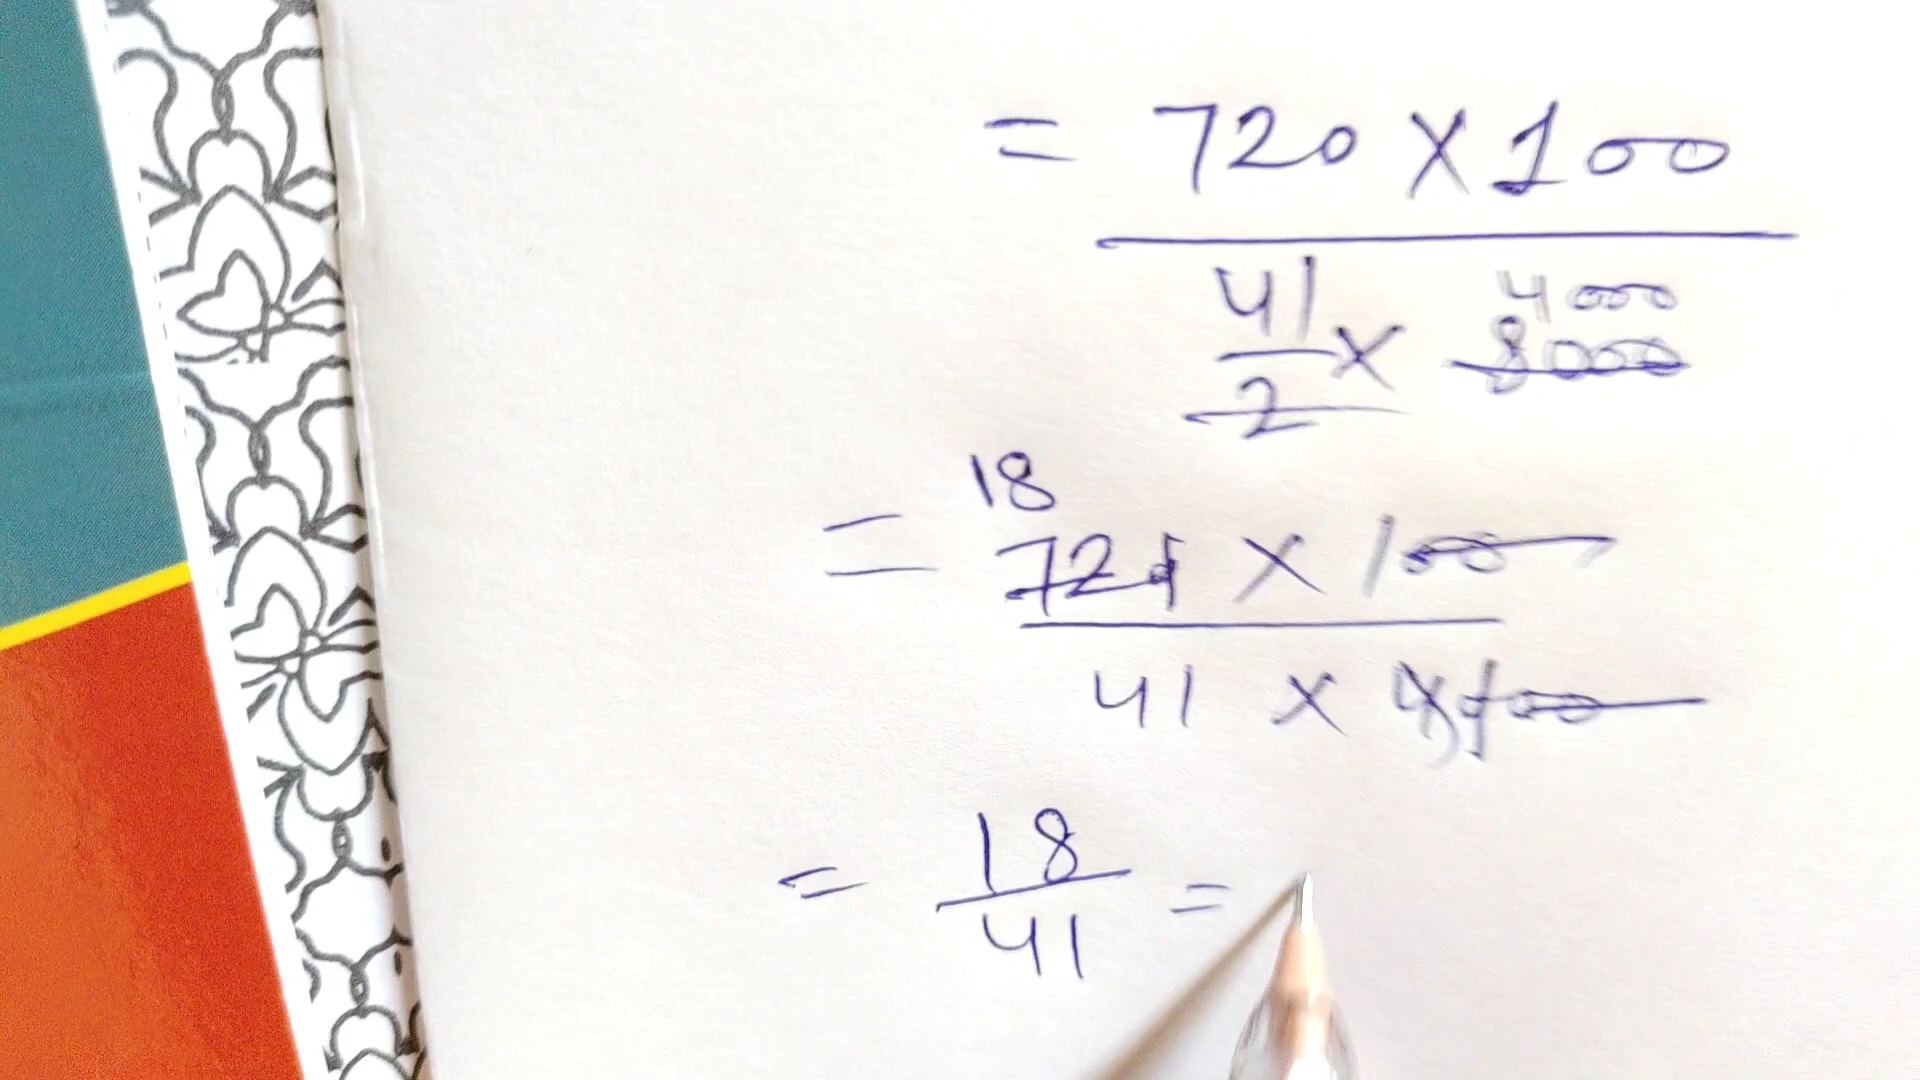 = 720 X 100
41 4000
2 X 8000
18
= 720 X 100
41 X 4000
= 18 =
41